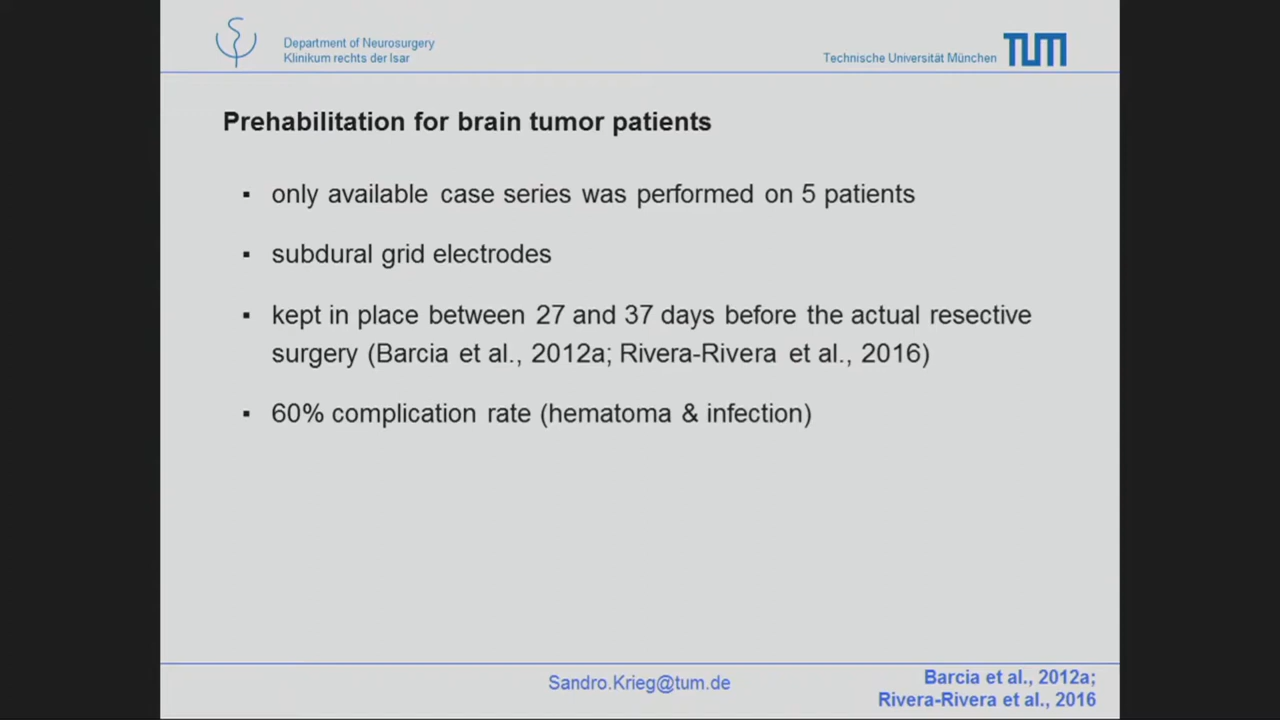 Department of Neurosurgery
Klinikum rechts der Isar
Technische Universität München TUM
Prehabilitation for brain tumor patients
▪ only available case series was performed on 5 patients
▪ subdural grid electrodes
▪ kept in place between 27 and 37 days before the actual resective
surgery (Barcia et al., 2012a; Rivera-Rivera et al., 2016)
▪ 60% complication rate (hematoma & infection)
Sandro.Krieg@tum.de
Barcia et al., 2012a;
Rivera-Rivera et al., 2016